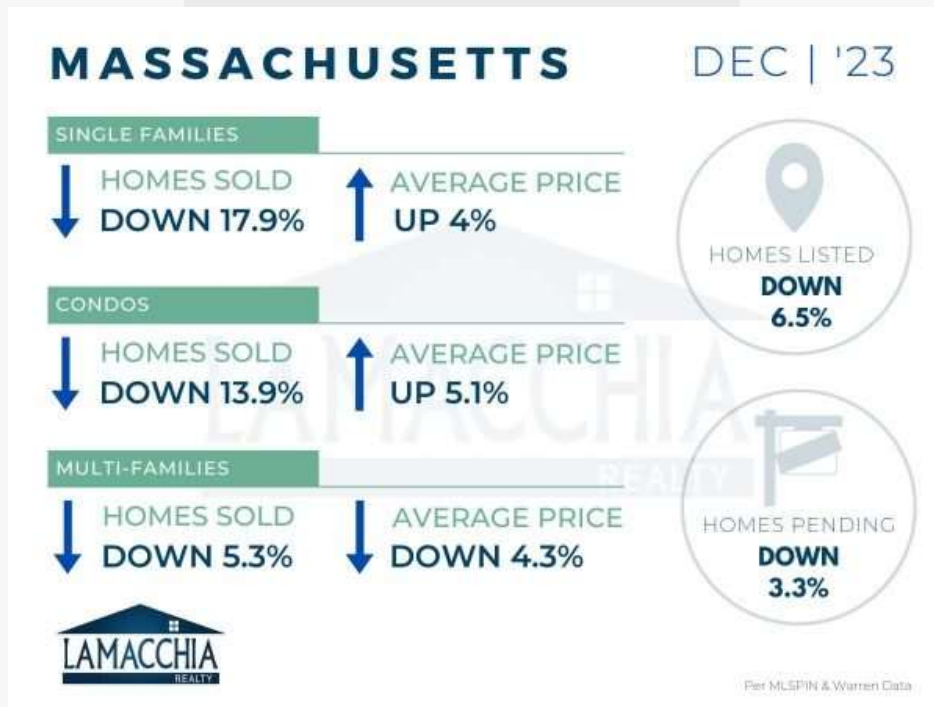 MASSACHUSETTS
DEC | '23
SINGLE FAMILIES
HOMES SOLD
DOWN 17.9%
AVERAGE PRICE
UP 4%
CONDOS
HOMES SOLD
DOWN 13.9%
AVERAGE PRICE
UP 5.1%
MULTI-FAMILIES
HOMES SOLD
DOWN 5.3%
AVERAGE PRICE
DOWN 4.3%
HOMES LISTED
DOWN
6.5%
HOMES PENDING
DOWN
3.3%
LAMACCHIA
REALTY
LAMACCHIA
REALTY
Per MLSPIN & Warren Data